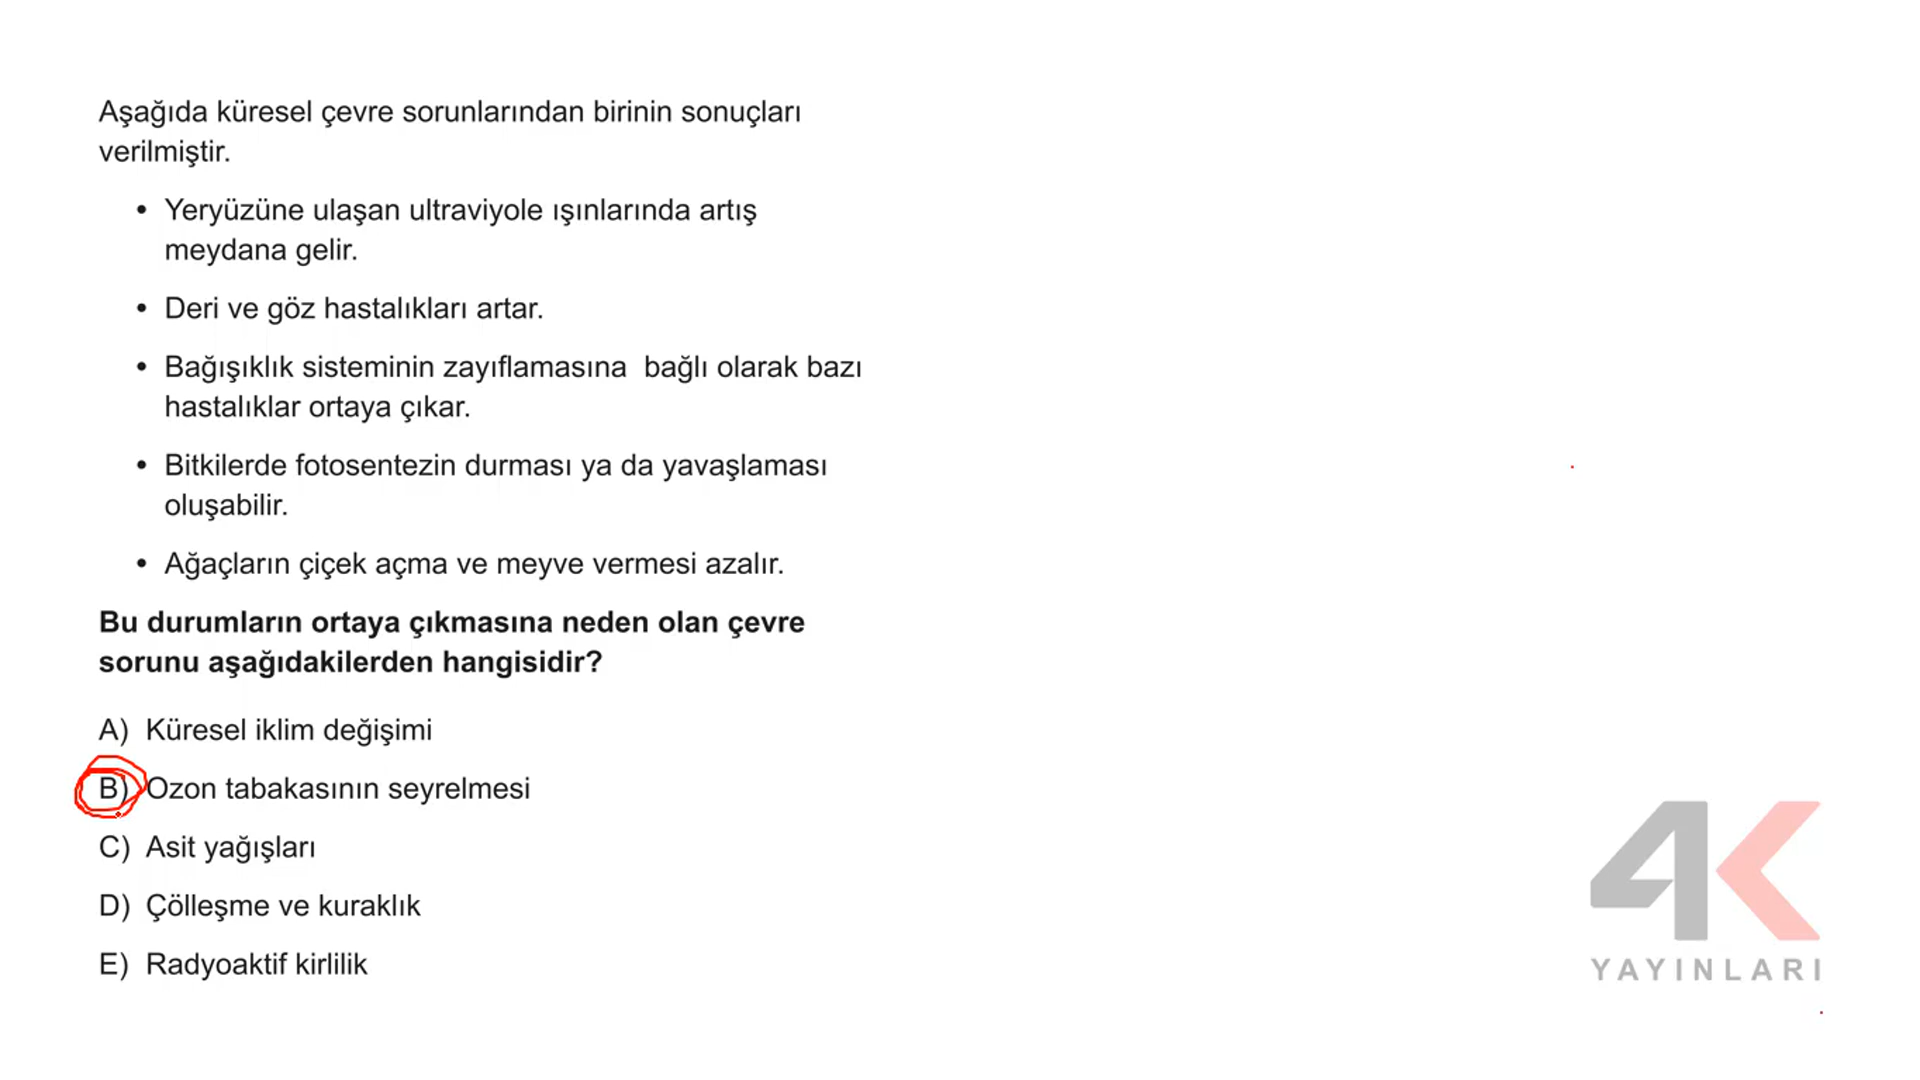 Aşağıda küresel çevre sorunlarından birinin sonuçları
verilmiştir.
• Yeryüzüne ulaşan ultraviyole ışınlarında artış
meydana gelir.
• Deri ve göz hastalıkları artar.
• Bağışıklık sisteminin zayıflamasına bağlı olarak bazı
hastalıklar ortaya çıkar.
• Bitkilerde fotosentezin durması ya da yavaşlaması
oluşabilir.
• Ağaçların çiçek açma ve meyve vermesi azalır.
Bu durumların ortaya çıkmasına neden olan çevre
sorunu aşağıdakilerden hangisidir?
A) Küresel iklim değişimi
B) Ozon tabakasının seyrelmesi
C) Asit yağışları
D) Çölleşme ve kuraklık
E) Radyoaktif kirlilik
4K
YAYINLARI